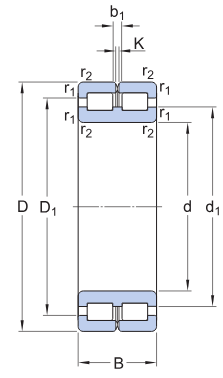 b₁
K
r₂ r₂
r₁ r₁
r₁ r₁
r₂ r₂
D D₁ d d₁
B